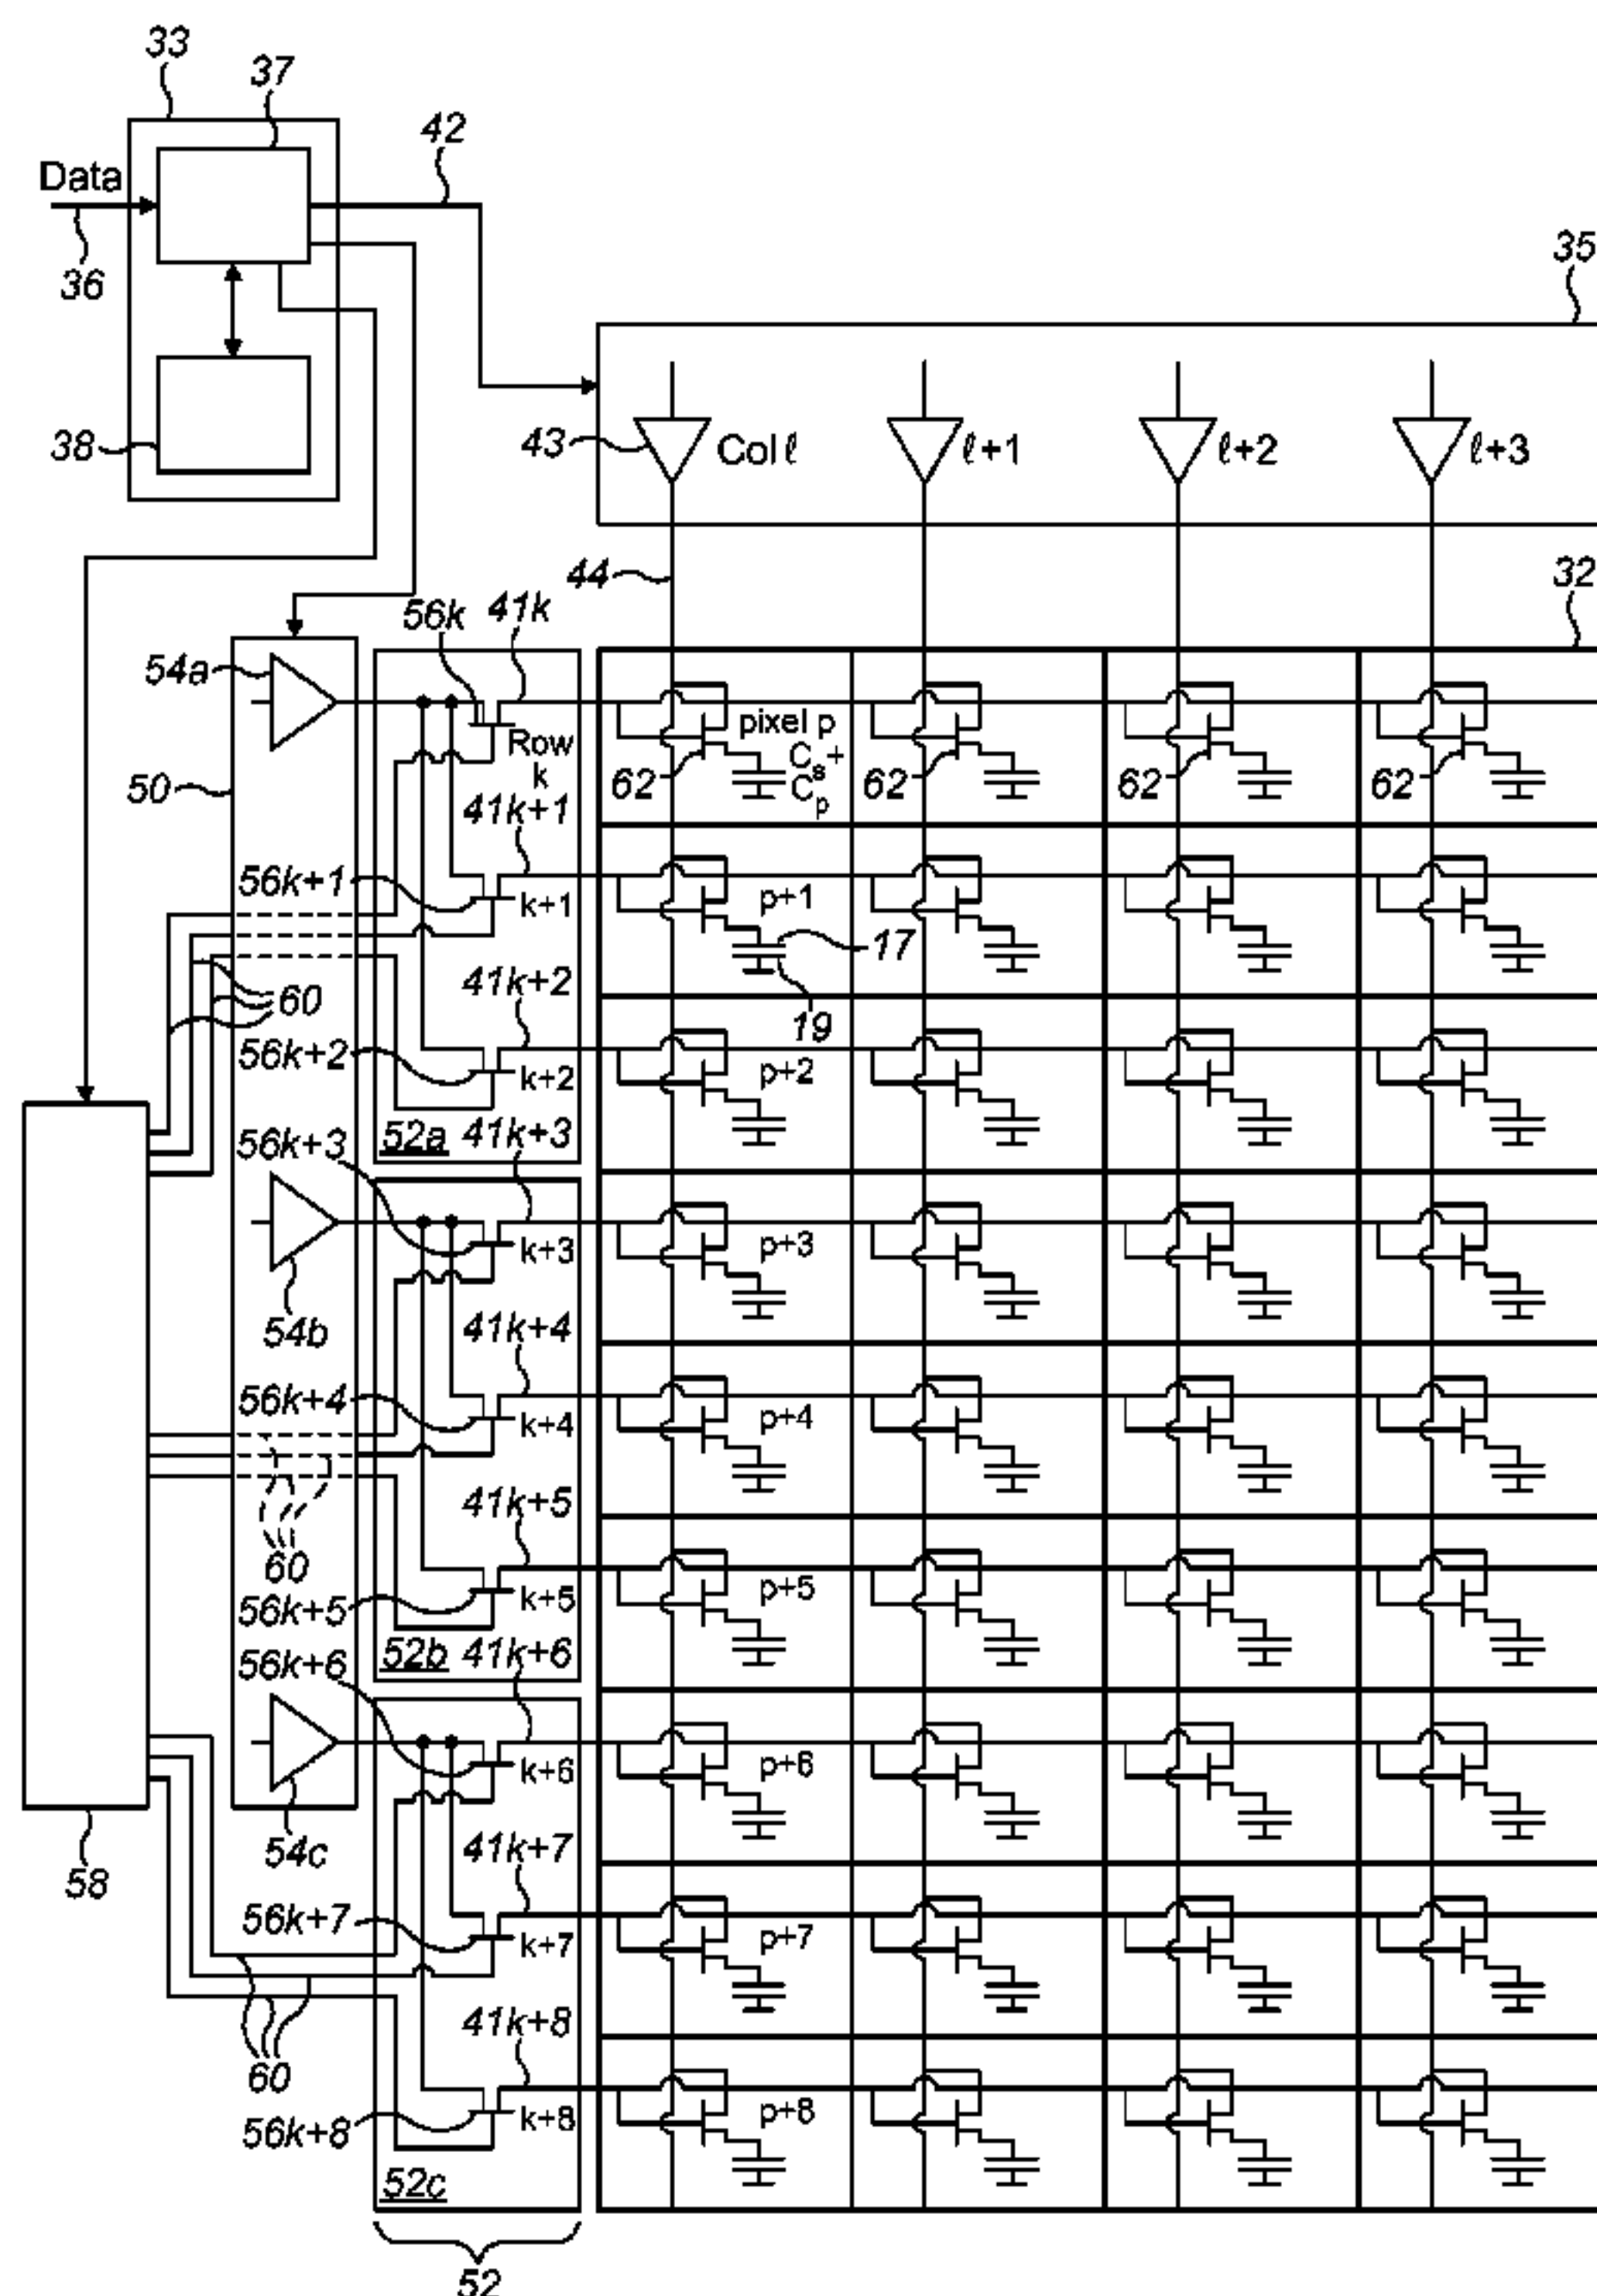 33
37
42
Data
36
38
35
43
Col ℓ
ℓ+1
ℓ+2
ℓ+3
44
32
56k
41k
54a
Row
k
pixel p
Cs+
Cp
62
62
62
62
50
41k+1
56k+1
k+1
p+1
17
60
41k+2
19
56k+2
k+2
p+2
52a
41k+3
56k+3
k+3
p+3
54b
41k+4
56k+4
k+4
p+4
41k+5
60
56k+5
k+5
p+5
52b
41k+6
56k+6
k+6
p+6
54c
58
41k+7
56k+7
k+7
p+7
41k+8
60
56k+8
k+8
p+8
52c
52